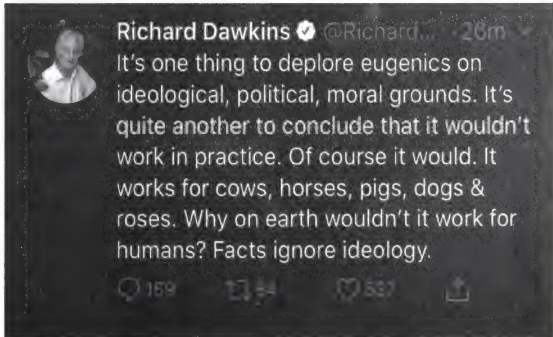 Richard Dawkins @Richard... · 26m
It's one thing to deplore eugenics on
ideological, political, moral grounds. It's
quite another to conclude that it wouldn't
work in practice. Of course it would. It
works for cows, horses, pigs, dogs &
roses. Why on earth wouldn't it work for
humans? Facts ignore ideology.
159